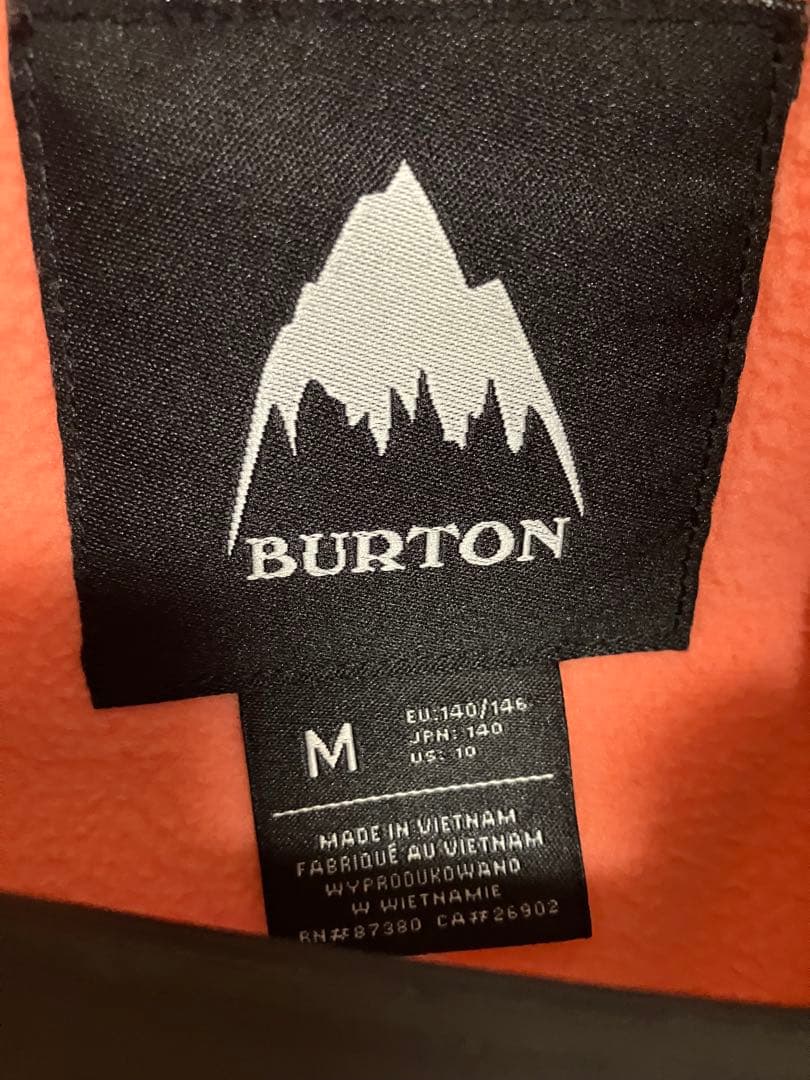 BURTON
M
EU:140/146
JPN: 140
US: 10
MADE IN VIETNAM
FABRIQUÉ AU VIETNAM
WYPRODUKOWANO
W WIETNAMIE
RN#87380 CA#26902